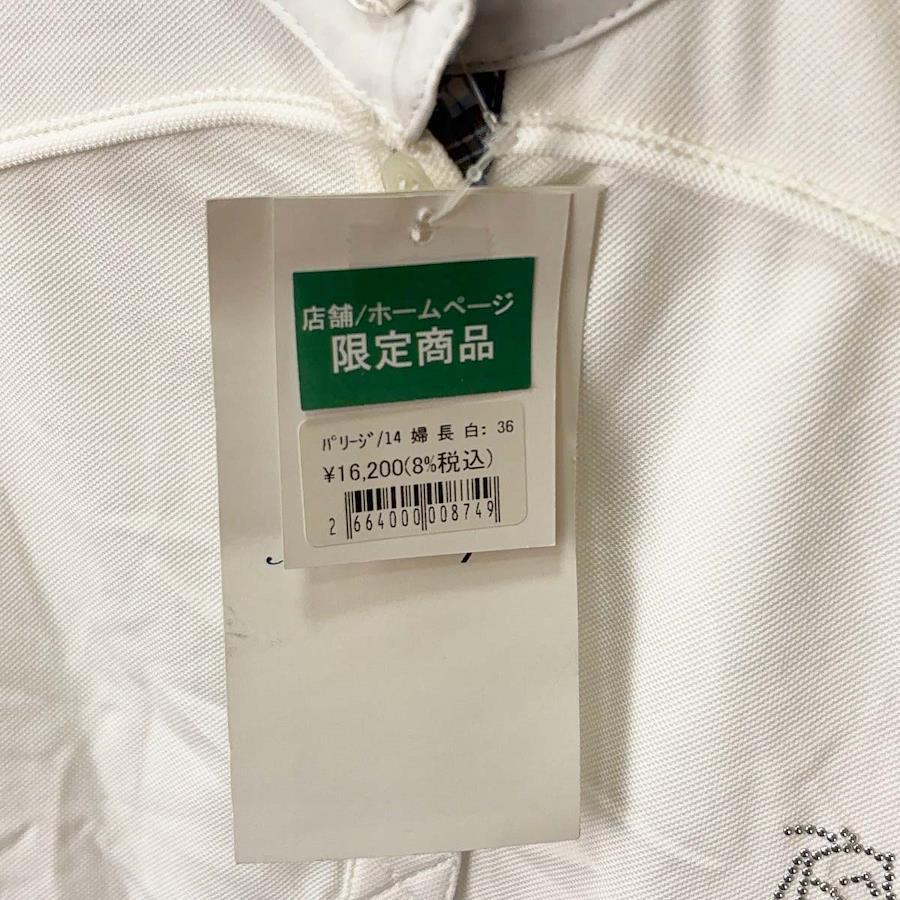 店舗/ホームページ
限定商品
ﾊﾟﾘｰｼﾞ/14 婦 長 白: 36
¥16,200(8%税込)
2 664000 008749